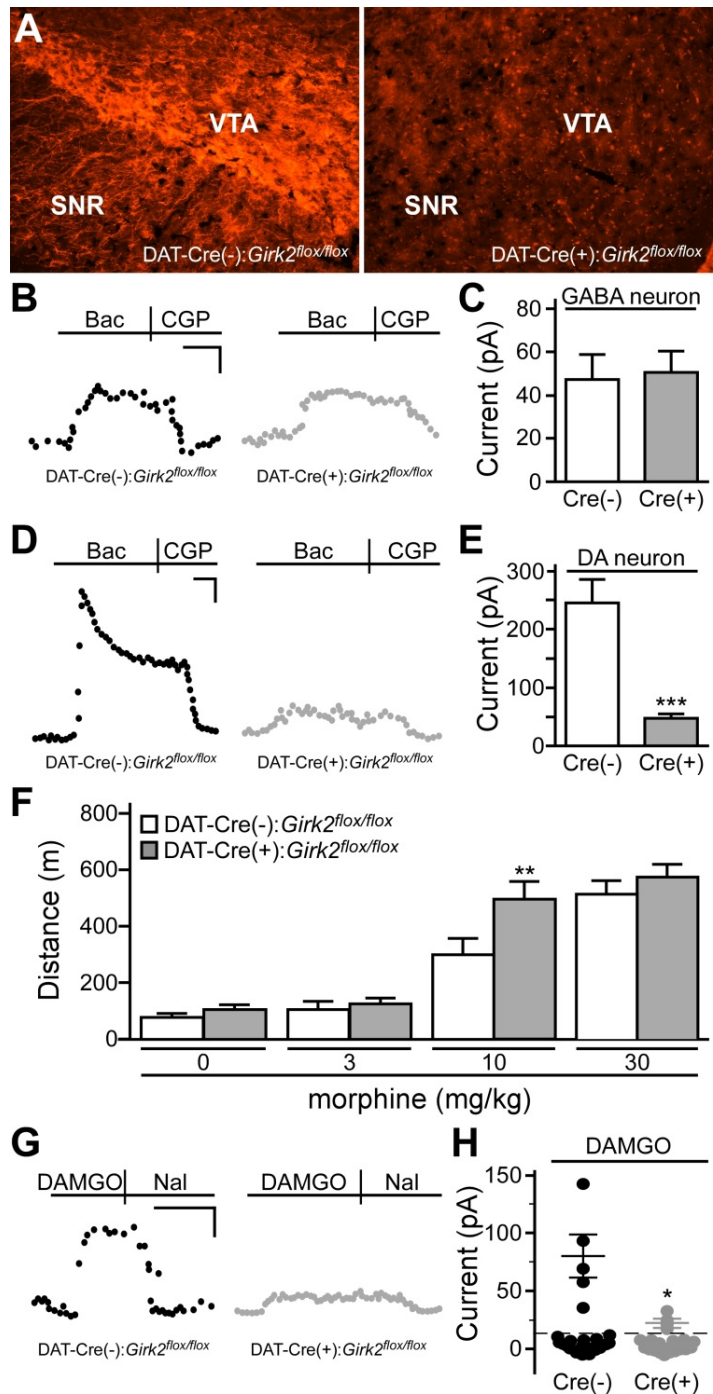 A
VTA
SNR
DAT-Cre(-):Girk2flox/flox
VTA
SNR
DAT-Cre(+):Girk2flox/flox
B
Bac CGP
DAT-Cre(-):Girk2flox/flox
Bac CGP
DAT-Cre(+):Girk2flox/flox
C
GABA neuron
Current (pA)
80
60
40
20
0
Cre(-) Cre(+)
D
Bac CGP
DAT-Cre(-):Girk2flox/flox
Bac CGP
DAT-Cre(+):Girk2flox/flox
E
DA neuron
Current (pA)
300
250
150
50
0
***
Cre(-) Cre(+)
F
DAT-Cre(-):Girk2flox/flox
DAT-Cre(+):Girk2flox/flox
Distance (m)
800
600
400
200
0
**
0 3 10 30
morphine (mg/kg)
G
DAMGO Nal
DAT-Cre(-):Girk2flox/flox
DAMGO Nal
DAT-Cre(+):Girk2flox/flox
H
DAMGO
Current (pA)
150
100
50
0
*
Cre(-) Cre(+)